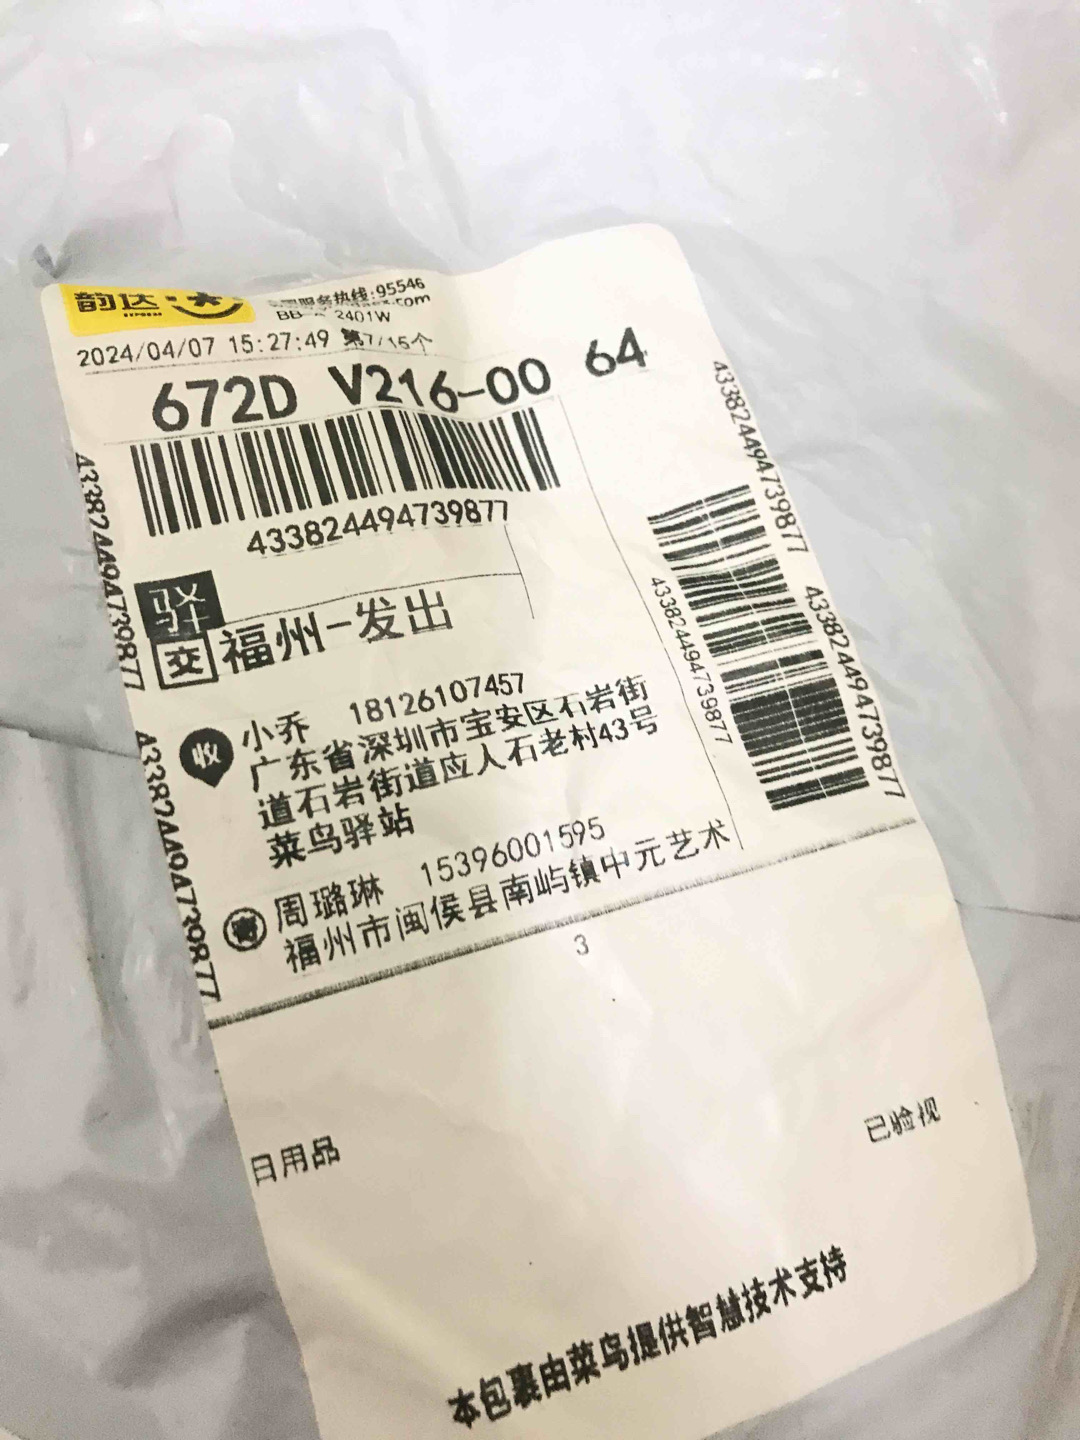 韵达
服务热线:95546
2401W
2024/04/07 15:27:49 第7/15个
672D V216-00 64
433824494739877
433824494739877
433824494739877
433824494739877
433824494739877
433824494739877
驿
交 福州-发出
收 小乔 18126107457
广东省深圳市宝安区石岩街
道石岩街道应人石老村43号
菜鸟驿站
寄 周璐琳 15396001595
福州市闽侯县南屿镇中元艺术
3
日用品
已验视
本包裹由菜鸟提供智慧技术支持